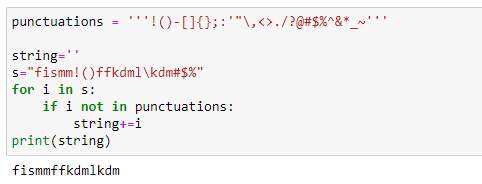 punctuations = '''!()-[]{};:'"\,<>./?@#$%^&*_~'''
string=''
s="fismm!()ffkdml\kdm#$%"
for i in s:
    if i not in punctuations:
        string+=i
print(string)
fismmffkdmlkdm